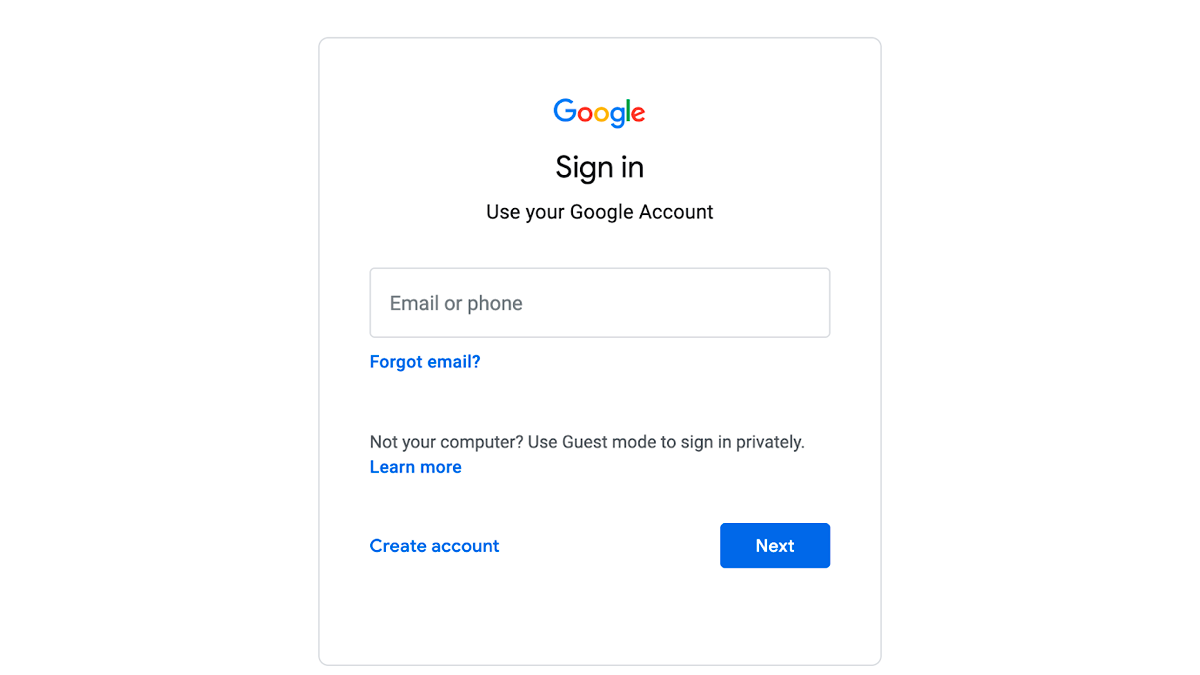 Google
Sign in
Use your Google Account
Email or phone
Forgot email?
Not your computer? Use Guest mode to sign in privately.
Learn more
Create account
Next